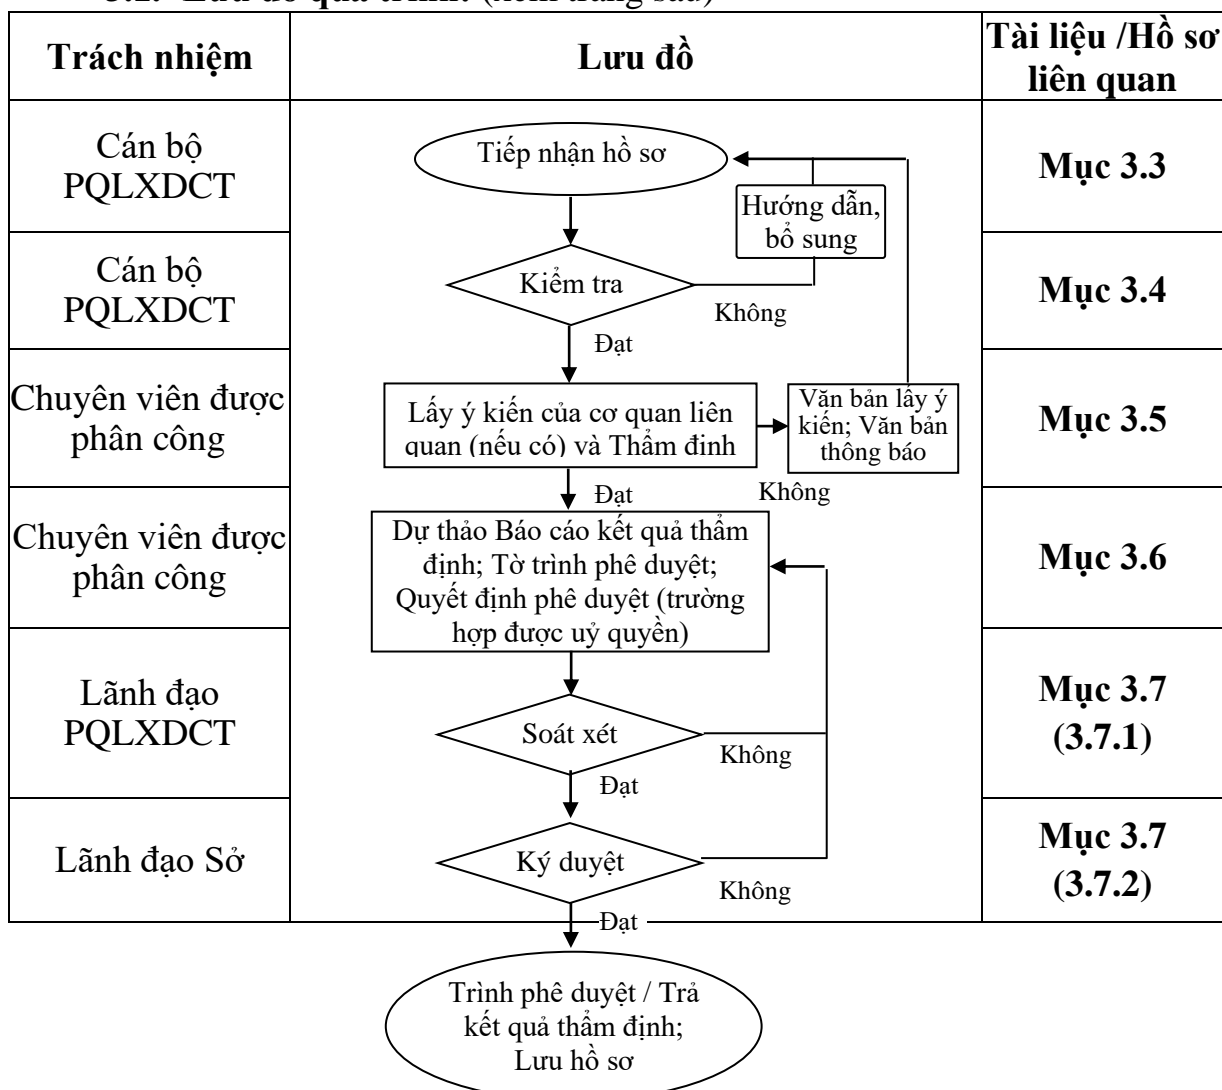 Trách nhiệm
Lưu đồ
Tài liệu /Hồ sơ
liên quan
Cán bộ
PQLXDCT
Tiếp nhận hồ sơ
Hướng dẫn,
bổ sung
Mục 3.3
Cán bộ
PQLXDCT
Kiểm tra
Không
Đạt
Mục 3.4
Chuyên viên được
phân công
Lấy ý kiến của cơ quan liên
quan (nếu có) và Thẩm định
Văn bản lấy ý
kiến; Văn bản
thông báo
Không
Đạt
Mục 3.5
Chuyên viên được
phân công
Dự thảo Báo cáo kết quả thẩm
định; Tờ trình phê duyệt;
Quyết định phê duyệt (trường
hợp được uỷ quyền)
Mục 3.6
Lãnh đạo
PQLXDCT
Soát xét
Không
Đạt
Mục 3.7
(3.7.1)
Lãnh đạo Sở
Ký duyệt
Không
Đạt
Mục 3.7
(3.7.2)
Trình phê duyệt / Trả
kết quả thẩm định;
Lưu hồ sơ